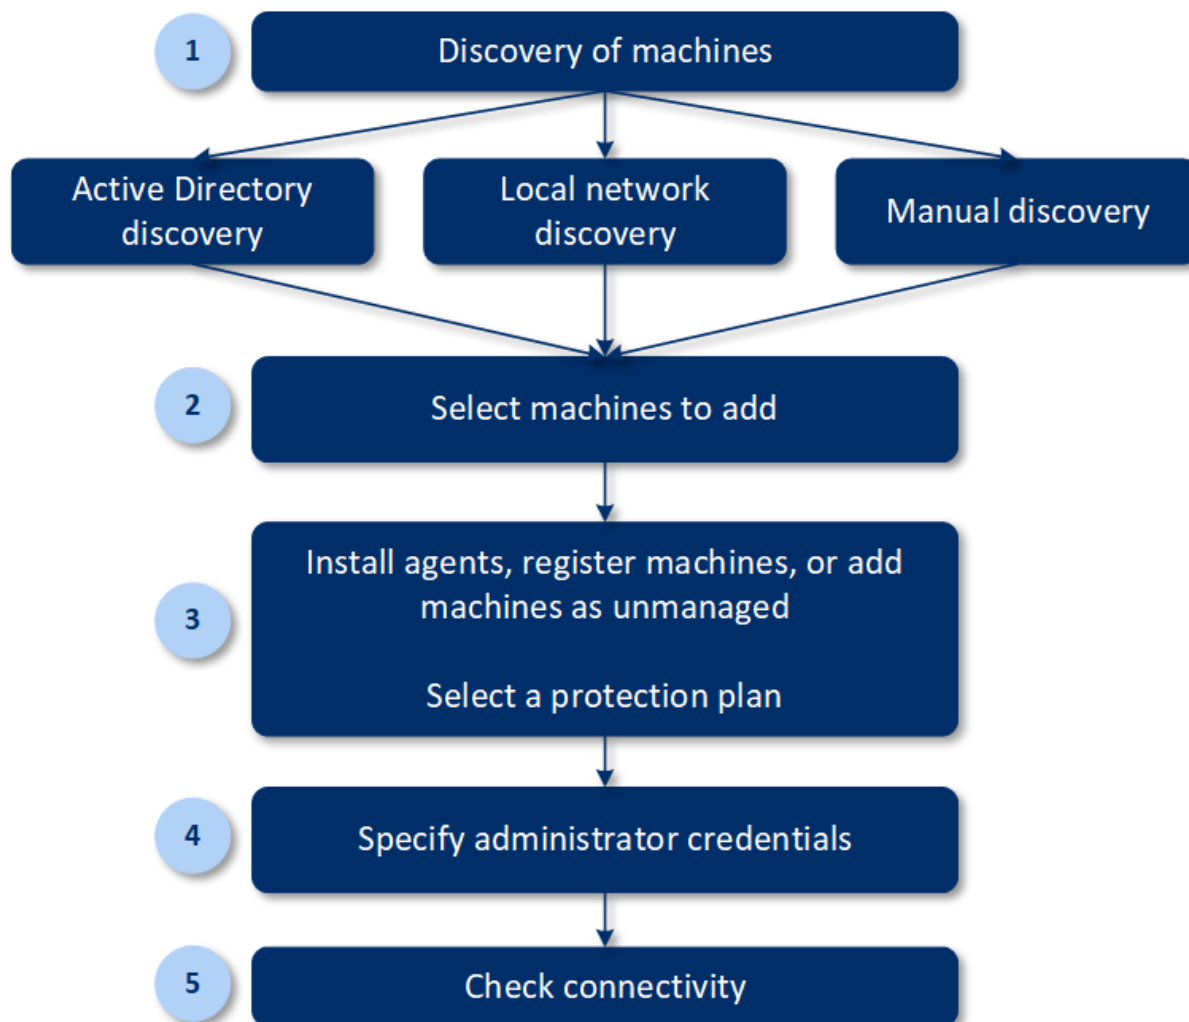 1
Discovery of machines
Active Directory
discovery
Local network
discovery
Manual discovery
2
Select machines to add
3
Install agents, register machines, or add
machines as unmanaged
Select a protection plan
4
Specify administrator credentials
5
Check connectivity